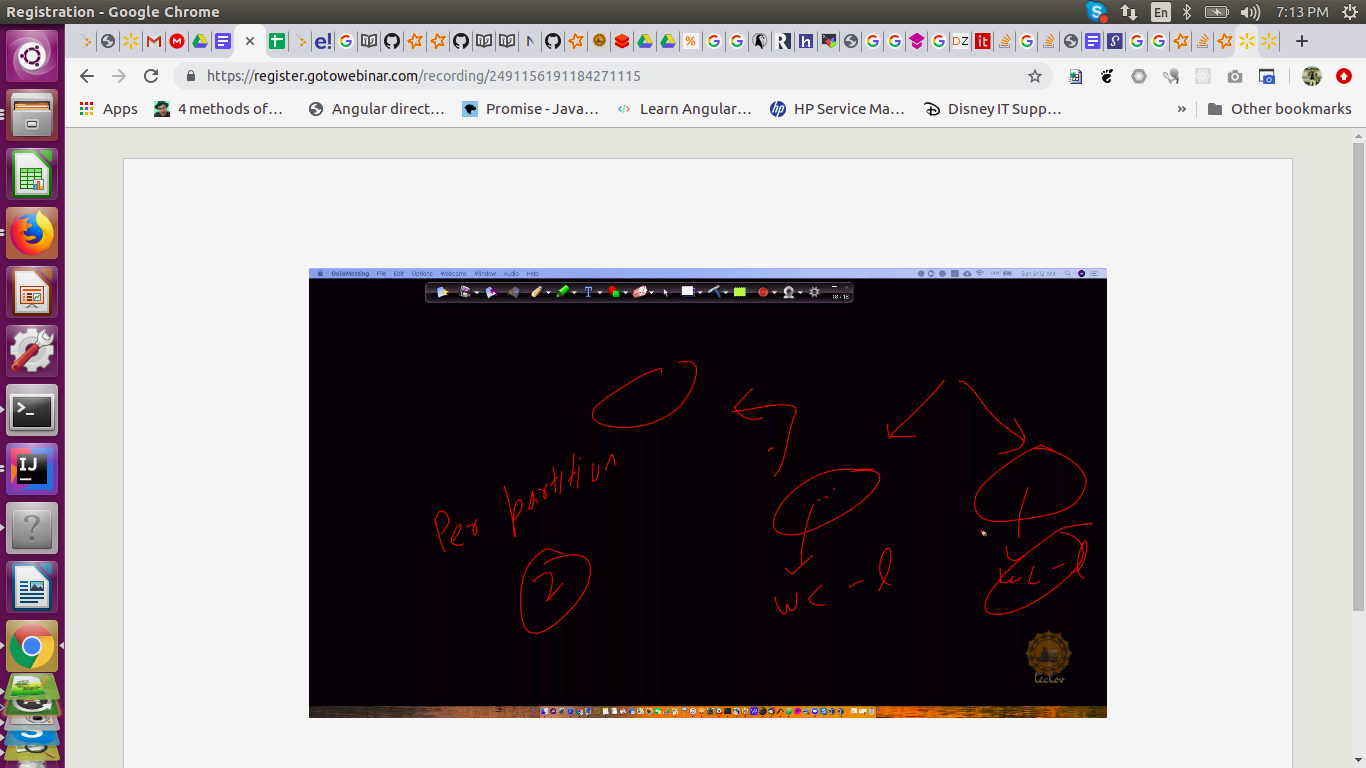 Registration - Google Chrome
En
7:13 PM
https://register.gotowebinar.com/recording/2491156191184271115
Apps
4 methods of...
Angular direct...
Promise - Java...
Learn Angular...
HP Service Ma...
Disney IT Supp...
»
Other bookmarks
GoToMeeting File Edit Options Webcams Window Audio Help
Per partition
2
wc -l
wc -l